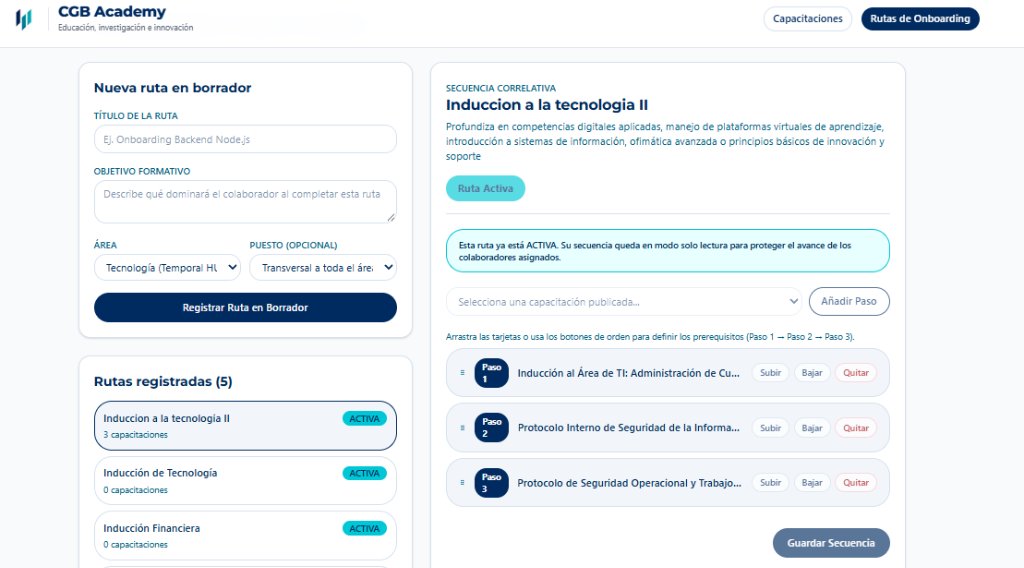 CGB Academy
Educación, investigación e innovación
Capacitaciones
Rutas de Onboarding
Nueva ruta en borrador
TÍTULO DE LA RUTA
Ej. Onboarding Backend Node.js
OBJETIVO FORMATIVO
Describe qué dominará el colaborador al completar esta ruta
ÁREA
PUESTO (OPCIONAL)
Tecnología (Temporal HU
Transversal a toda el área
Registrar Ruta en Borrador
Rutas registradas (5)
Induccion a la tecnologia II
ACTIVA
3 capacitaciones
Inducción de Tecnología
ACTIVA
0 capacitaciones
Inducción Financiera
ACTIVA
0 capacitaciones
SECUENCIA CORRELATIVA
Induccion a la tecnologia II
Profundiza en competencias digitales aplicadas, manejo de plataformas virtuales de aprendizaje,
introducción a sistemas de información, ofimática avanzada o principios básicos de innovación y
soporte
Ruta Activa
Esta ruta ya está ACTIVA. Su secuencia queda en modo solo lectura para proteger el avance de los
colaboradores asignados.
Selecciona una capacitación publicada...
Añadir Paso
Arrastra las tarjetas o usa los botones de orden para definir los prerequisitos (Paso 1 → Paso 2 → Paso 3).
Paso
1
Inducción al Área de TI: Administración de Cu...
Subir
Bajar
Quitar
Paso
2
Protocolo Interno de Seguridad de la Informa...
Subir
Bajar
Quitar
Paso
3
Protocolo de Seguridad Operacional y Trabajo...
Subir
Bajar
Quitar
Guardar Secuencia